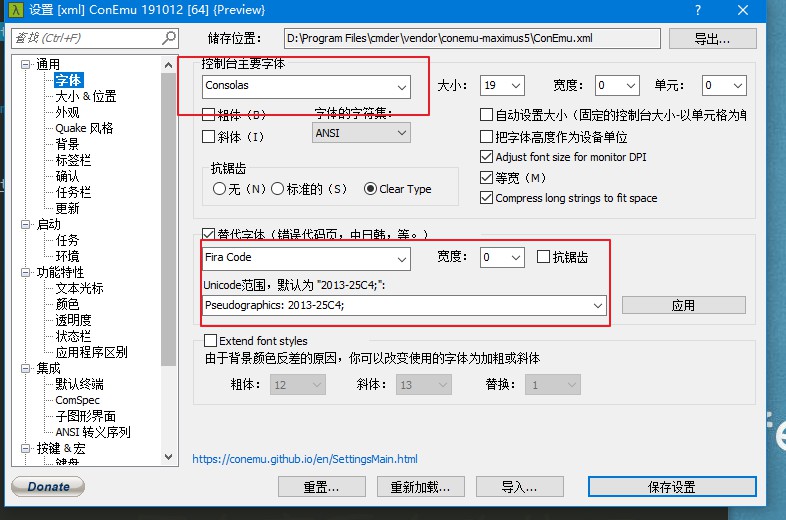 设置 [xml] ConEmu 191012 [64] {Preview}
查找 (Ctrl+F)
储存位置:
D:\Program Files\cmder\vendor\conemu-maximus5\ConEmu.xml
导出...
通用
字体
大小 & 位置
外观
Quake 风格
背景
标签栏
确认
任务栏
更新
启动
任务
环境
功能特性
文本光标
颜色
透明度
状态栏
应用程序区别
集成
默认终端
ComSpec
子图形界面
ANSI 转义序列
按键 & 宏
键盘
控制台主要字体
Consolas
大小: 19
宽度: 0
单元: 0
粗体 (B)
字体的字符集:
斜体 (I)
ANSI
自动设置大小 (固定的控制台大小-以单元格为单
把字体高度作为设备单位
Adjust font size for monitor DPI
等宽 (M)
Compress long strings to fit space
抗锯齿
无 (N)
标准的 (S)
Clear Type
替代字体 (错误代码页, 中日韩, 等。)
Fira Code
宽度: 0
抗锯齿
Unicode范围, 默认为 "2013-25C4;":
Pseudographics: 2013-25C4;
应用
Extend font styles
由于背景颜色反差的原因, 你可以改变使用的字体为加粗或斜体
粗体: 12
斜体: 13
替换: 1
https://conemu.github.io/en/SettingsMain.html
Donate
重置...
重新加载...
导入...
保存设置